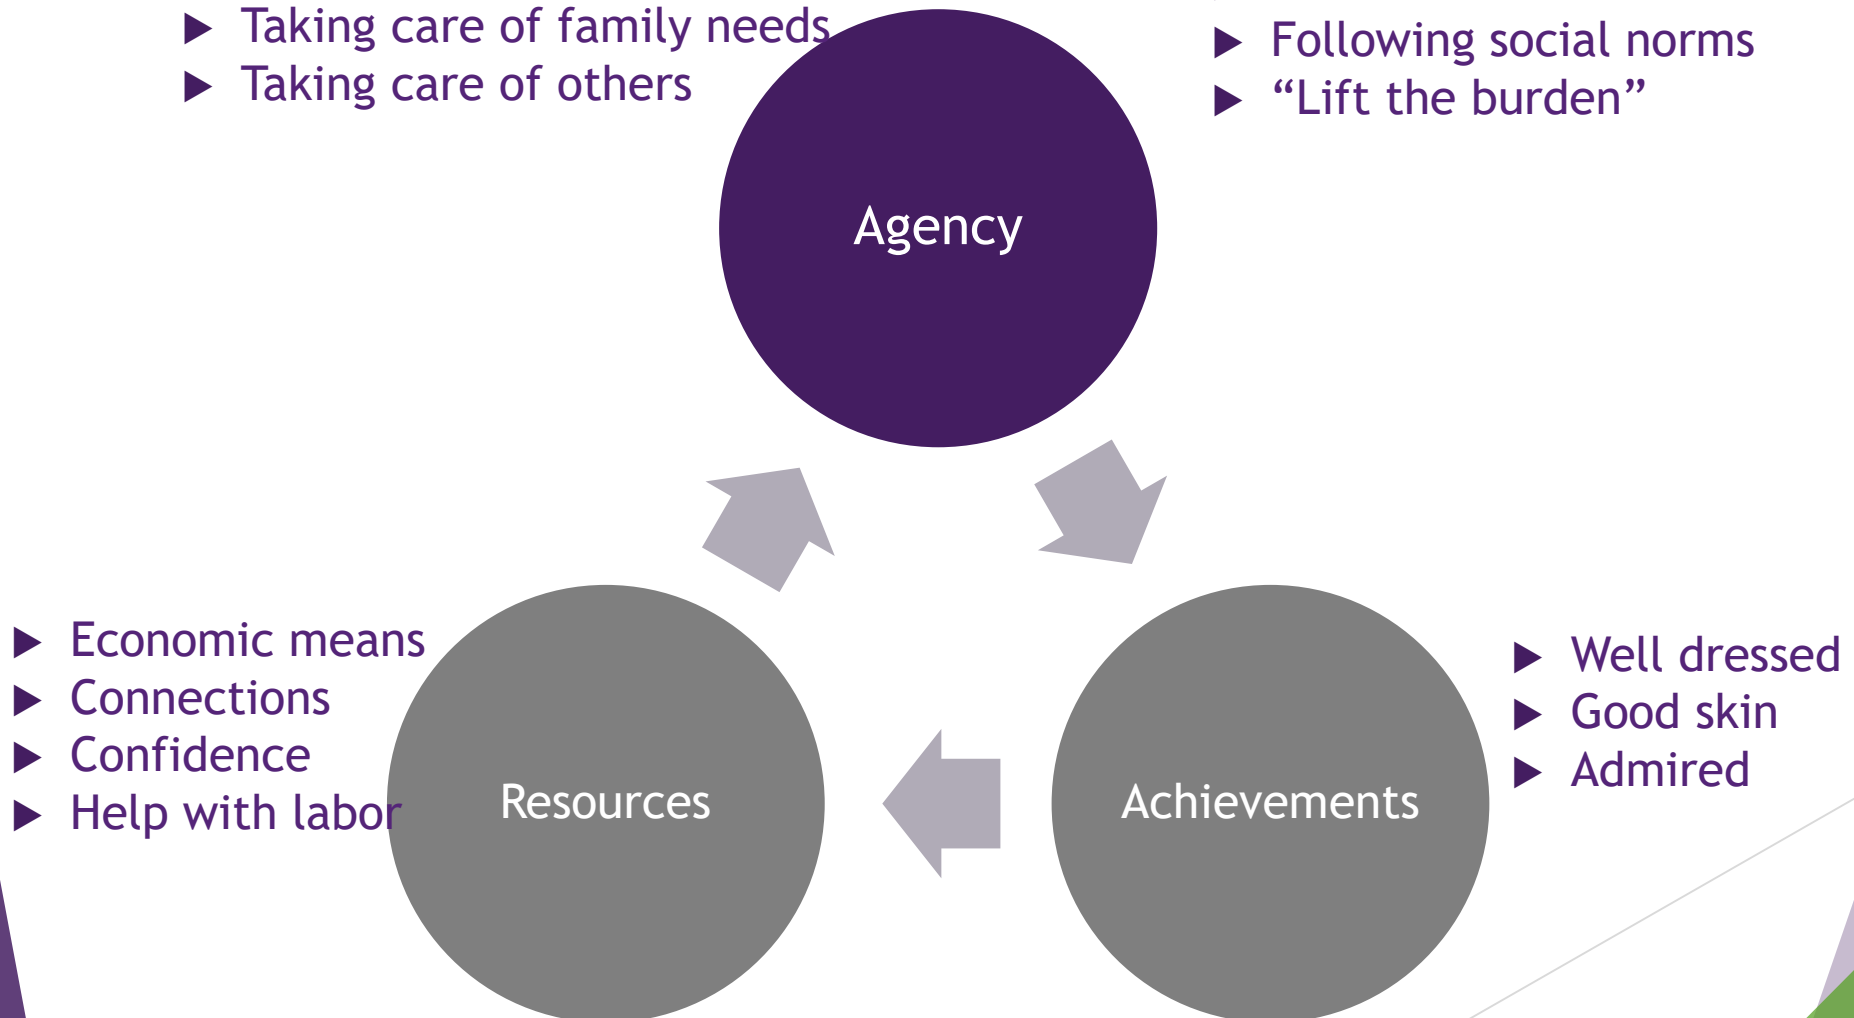 Taking care of family needs
Taking care of others
Following social norms
“Lift the burden”
Agency
Economic means
Connections
Confidence
Help with labor
Resources
Achievements
Well dressed
Good skin
Admired